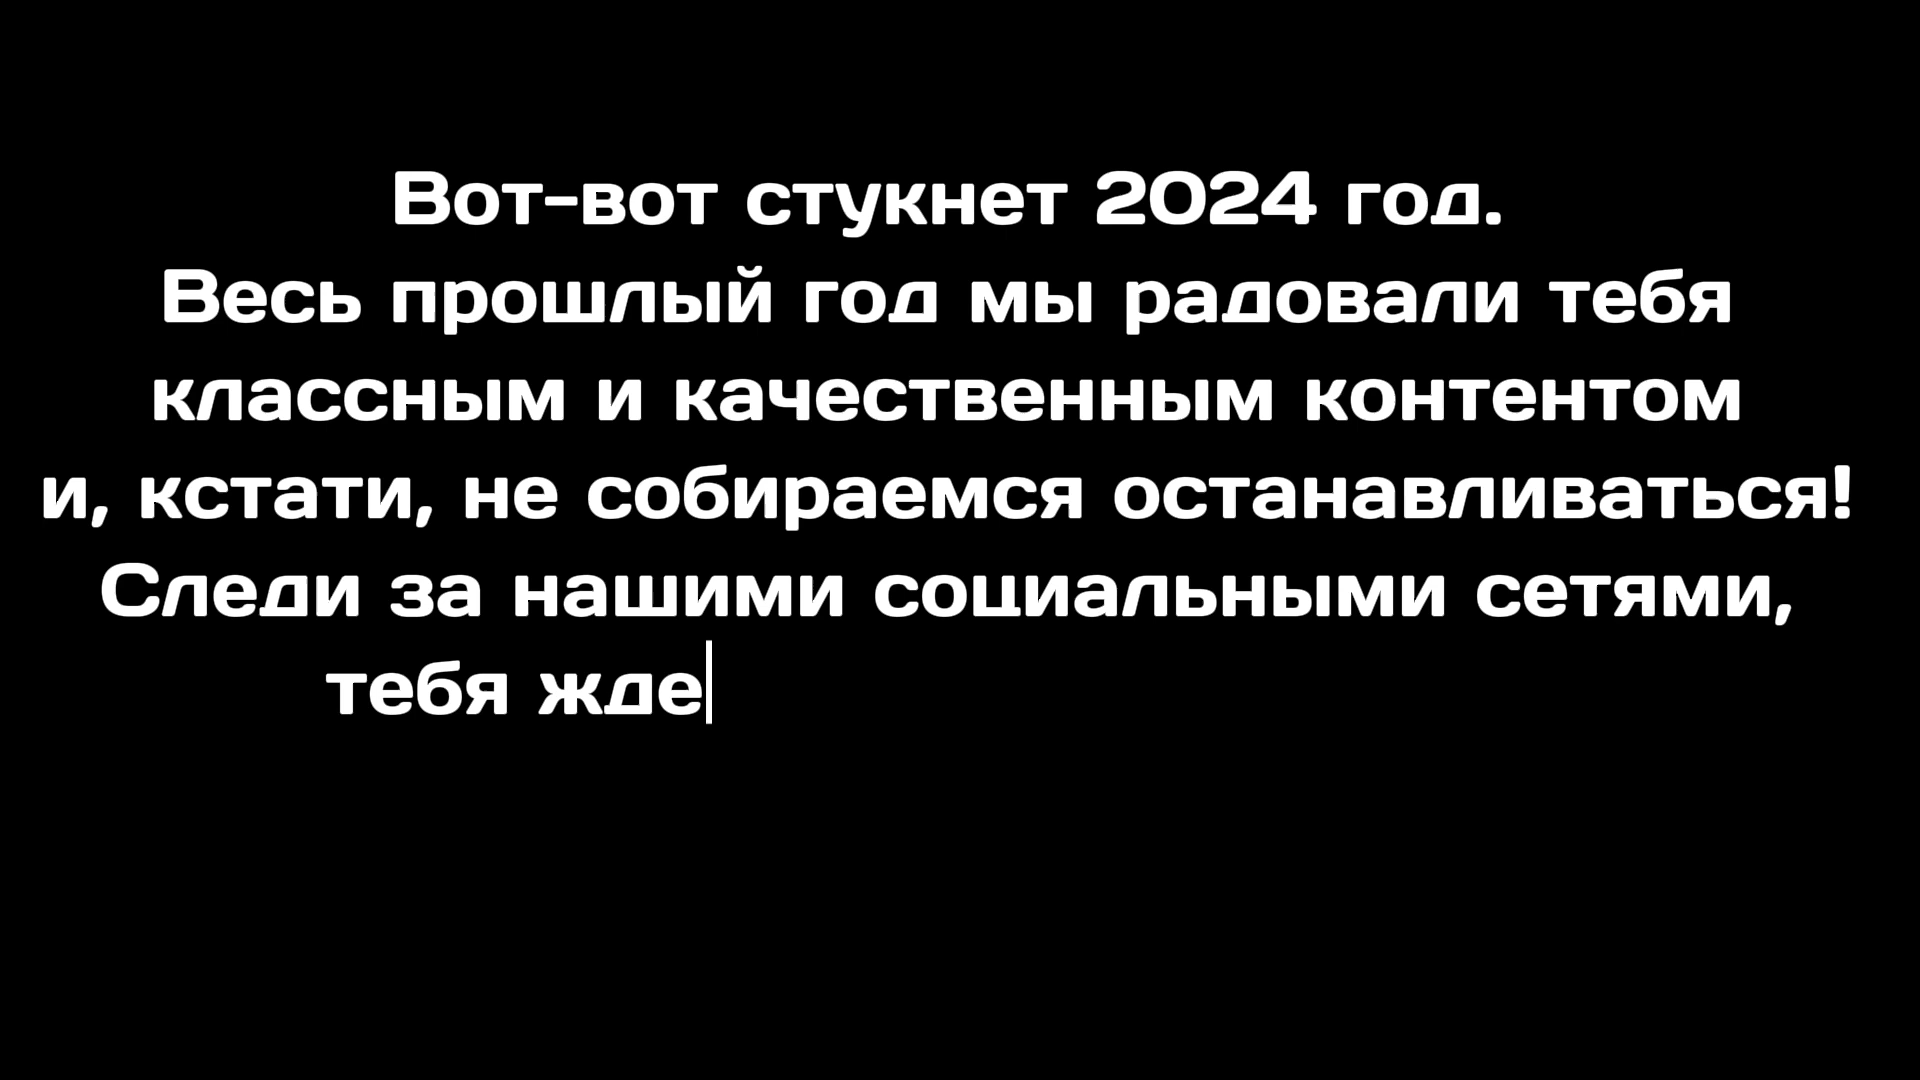 Вот-вот стукнет 2024 год.
Весь прошлый год мы радовали тебя
классным и качественным контентом
и, кстати, не собираемся останавливаться!
Следи за нашими социальными сетями,
тебя жде